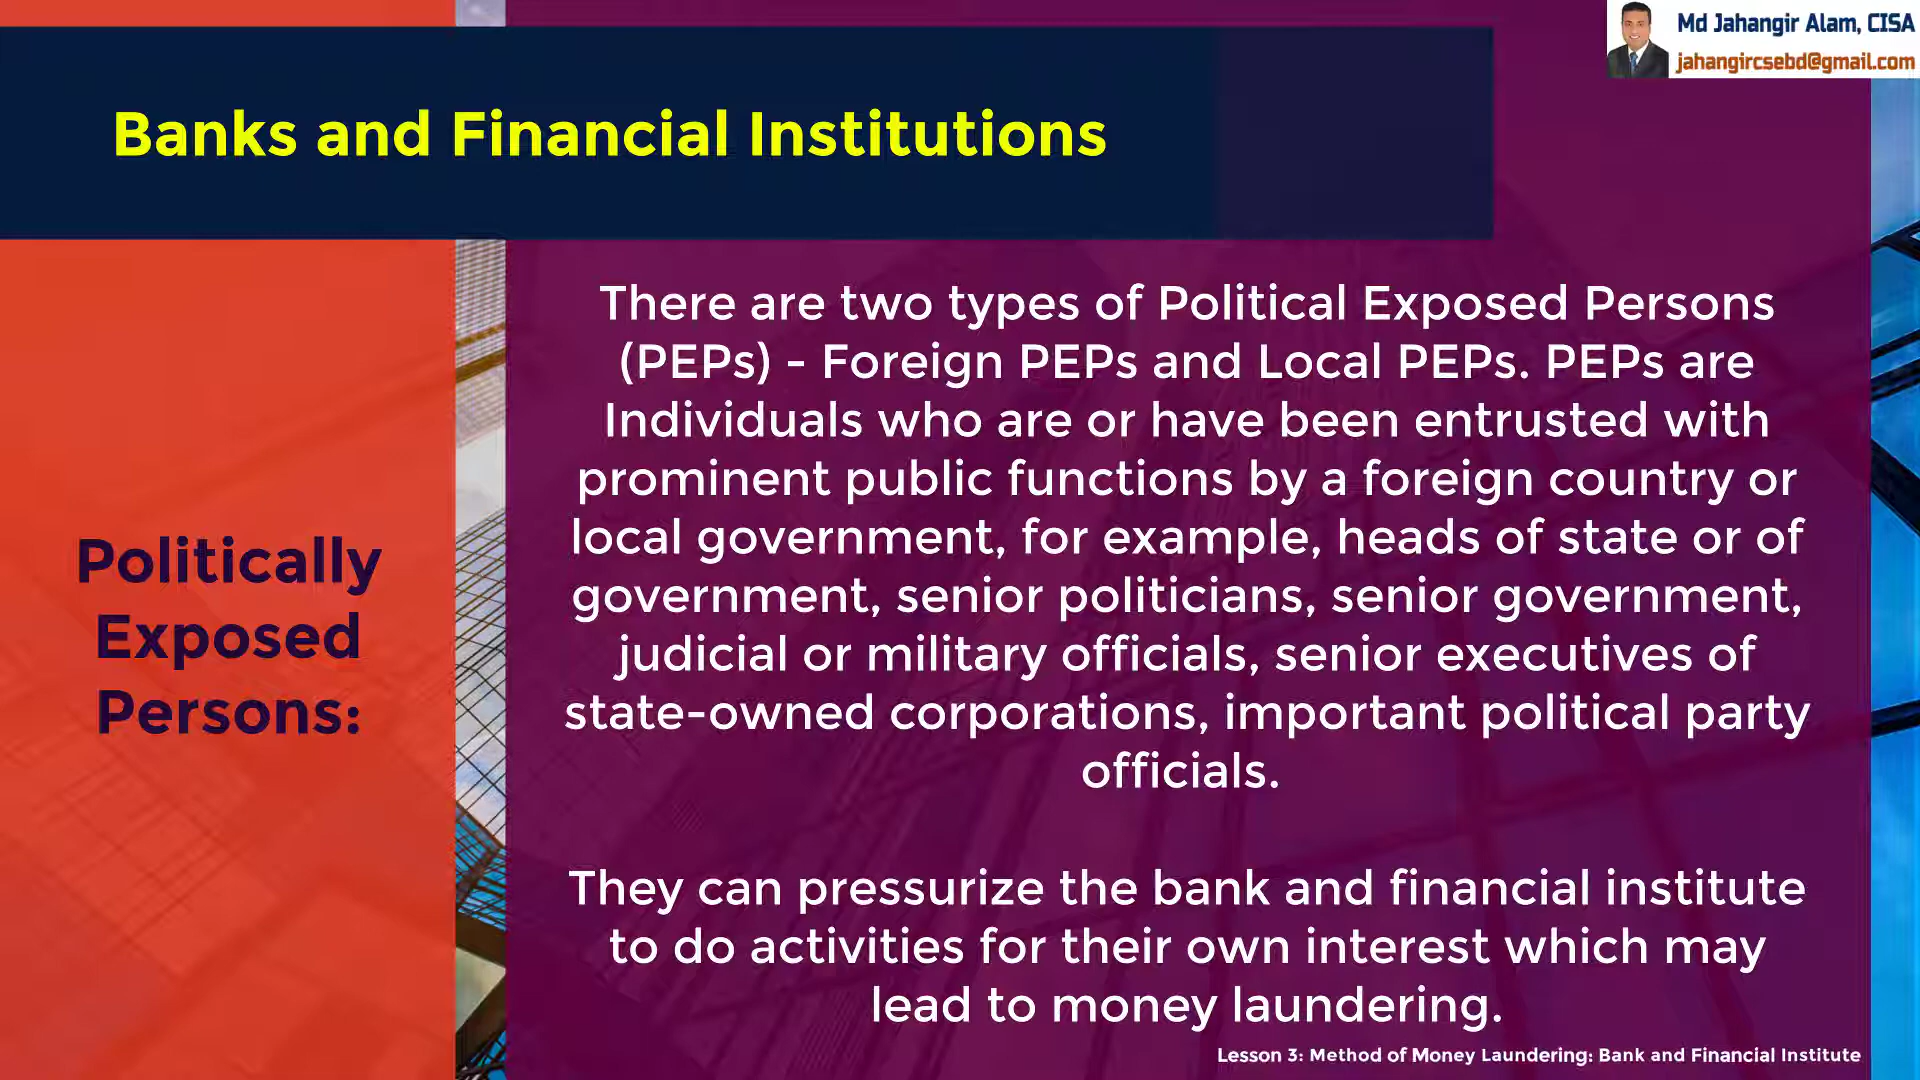 Md Jahangir Alam, CISA
jahangircsebd@gmail.com
Banks and Financial Institutions
Politically
Exposed
Persons:
There are two types of Political Exposed Persons
(PEPs) - Foreign PEPs and Local PEPs. PEPs are
Individuals who are or have been entrusted with
prominent public functions by a foreign country or
local government, for example, heads of state or of
government, senior politicians, senior government,
judicial or military officials, senior executives of
state-owned corporations, important political party
officials.
They can pressurize the bank and financial institute
to do activities for their own interest which may
lead to money laundering.
Lesson 3: Method of Money Laundering: Bank and Financial Institute